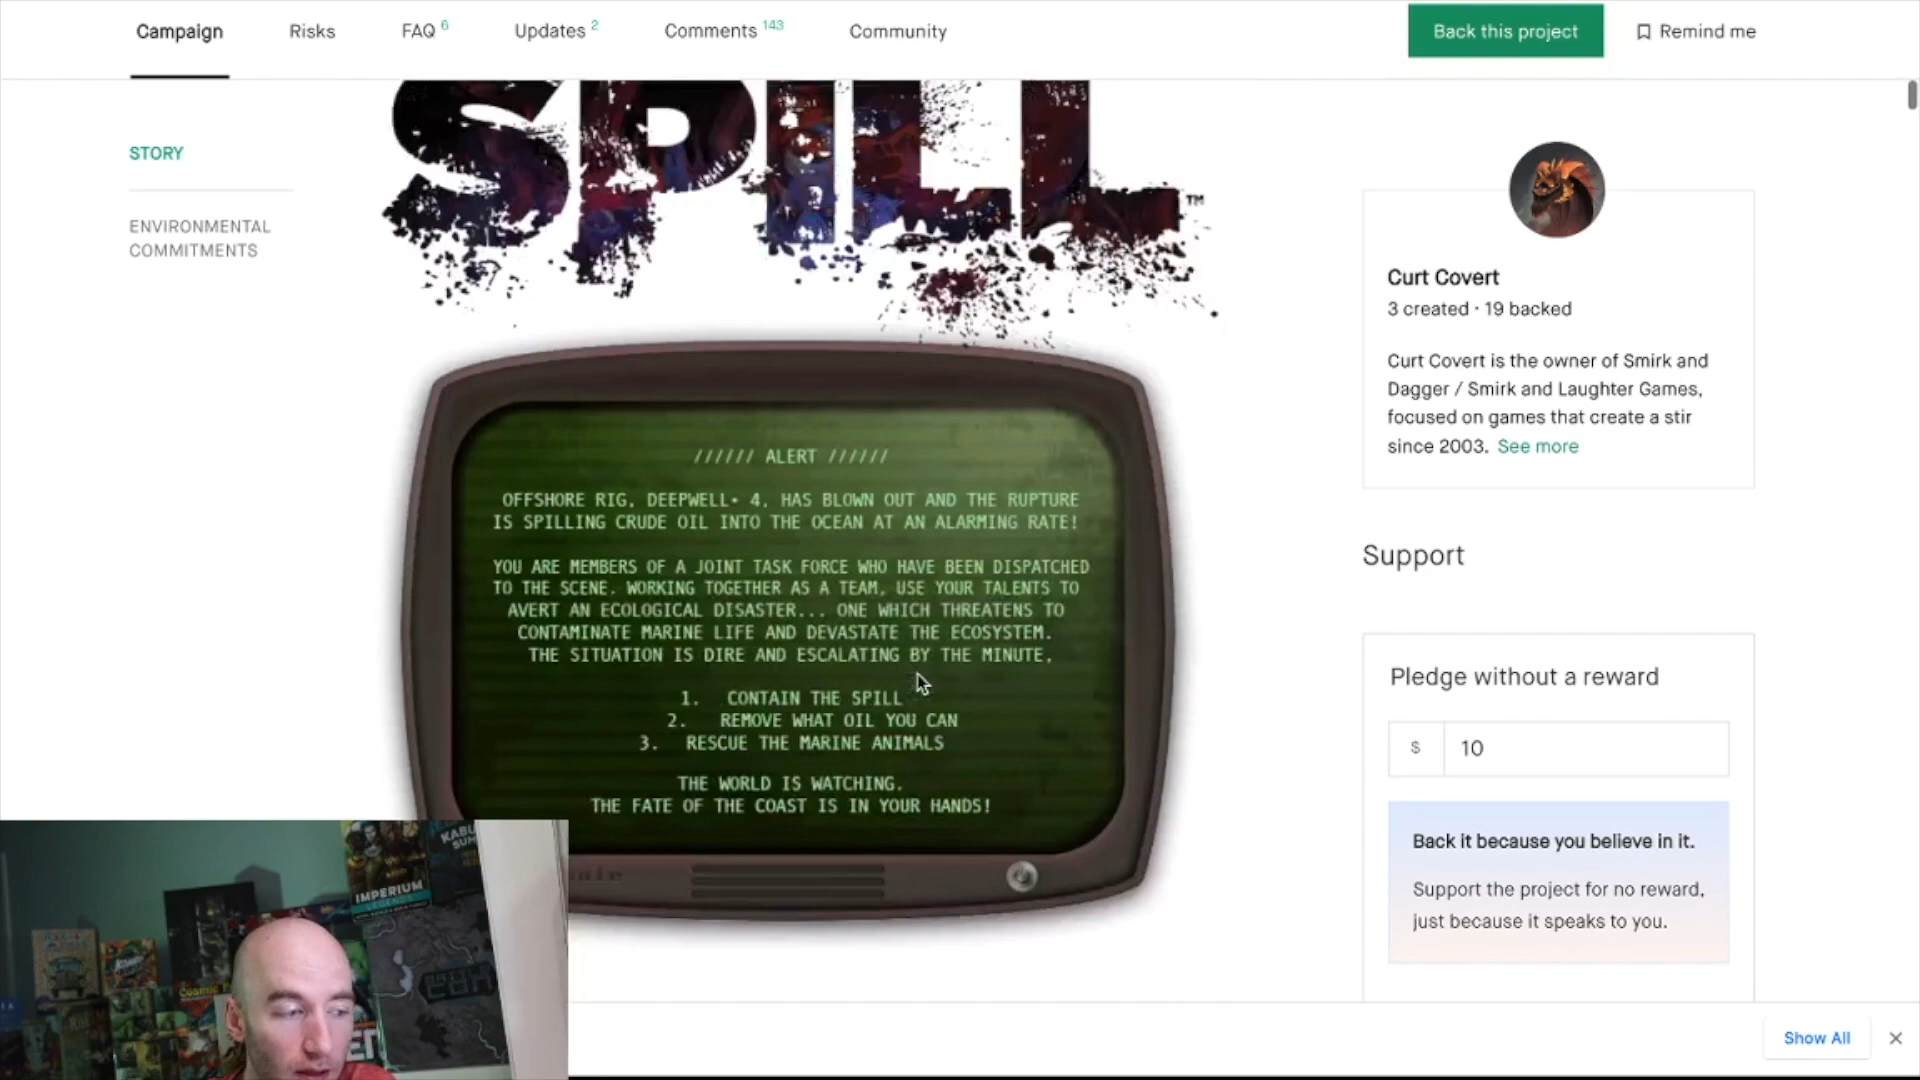 Campaign
Risks
FAQ 6
Updates 2
Comments 143
Community
Back this project
Remind me
SPILL™
STORY
ENVIRONMENTAL
COMMITMENTS
Curt Covert
3 created · 19 backed
Curt Covert is the owner of Smirk and
Dagger / Smirk and Laughter Games,
focused on games that create a stir
since 2003. See more
////// ALERT //////
OFFSHORE RIG, DEEPWELL• 4, HAS BLOWN OUT AND THE RUPTURE
IS SPILLING CRUDE OIL INTO THE OCEAN AT AN ALARMING RATE!
YOU ARE MEMBERS OF A JOINT TASK FORCE WHO HAVE BEEN DISPATCHED
TO THE SCENE. WORKING TOGETHER AS A TEAM, USE YOUR TALENTS TO
AVERT AN ECOLOGICAL DISASTER... ONE WHICH THREATENS TO
CONTAMINATE MARINE LIFE AND DEVASTATE THE ECOSYSTEM.
THE SITUATION IS DIRE AND ESCALATING BY THE MINUTE,
1. CONTAIN THE SPILL
2. REMOVE WHAT OIL YOU CAN
3. RESCUE THE MARINE ANIMALS
THE WORLD IS WATCHING.
THE FATE OF THE COAST IS IN YOUR HANDS!
Support
Pledge without a reward
$ 10
Back it because you believe in it.
Support the project for no reward,
just because it speaks to you.
IMPERIUM
LEGENDS
Show All